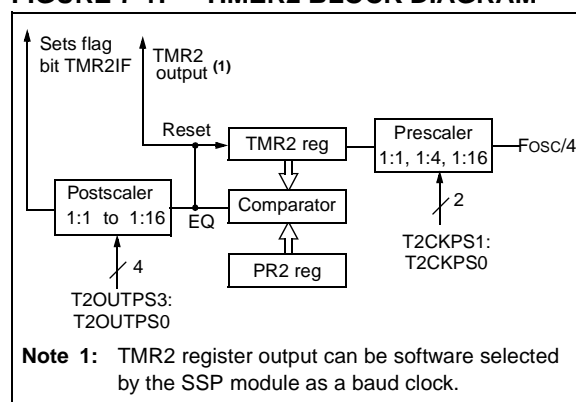 FIGURE 7-1: TIMER2 BLOCK DIAGRAM
Sets flag
bit TMR2IF
TMR2
output (1)
Reset
TMR2 reg
Prescaler
1:1, 1:4, 1:16
FOSC/4
Postscaler
1:1 to 1:16
EQ
Comparator
2
4
PR2 reg
T2CKPS1:
T2CKPS0
T2OUTPS3:
T2OUTPS0
Note 1: TMR2 register output can be software selected
by the SSP module as a baud clock.